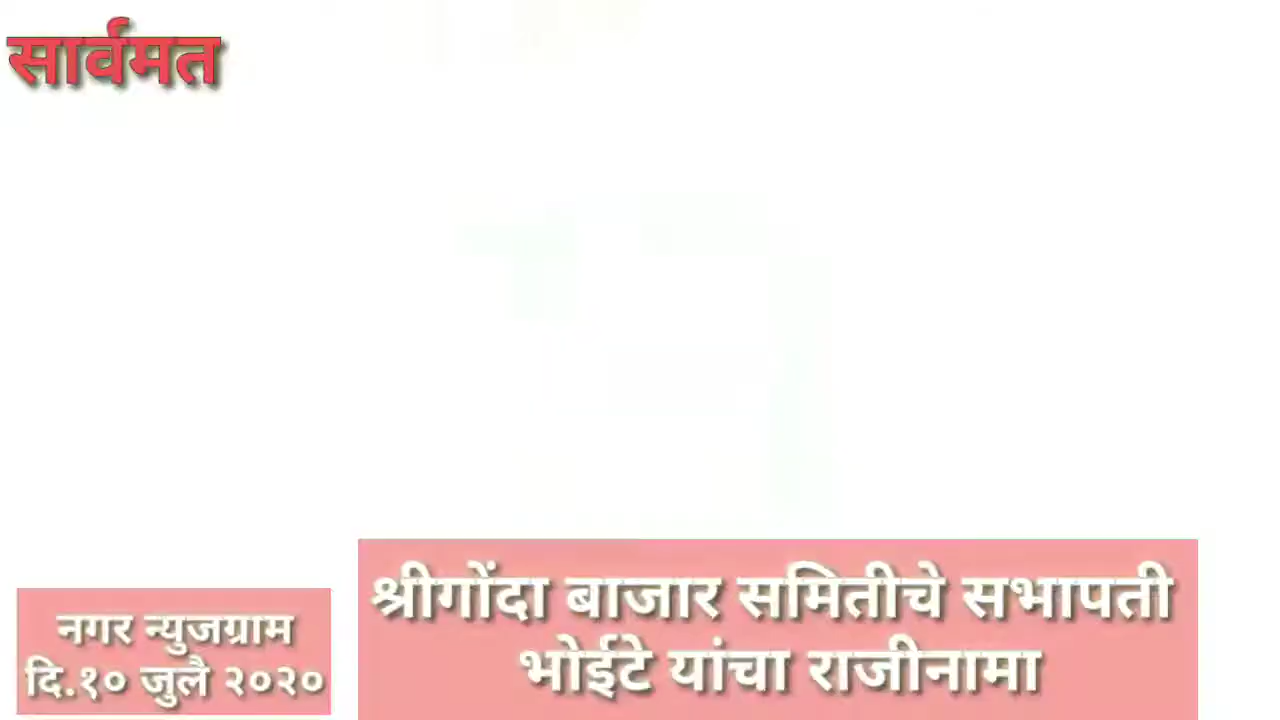 सार्वमत
श्रीगोंदा बाजार समितीचे सभापती
भोईटे यांचा राजीनामा
नगर न्युजग्राम
दि.१० जुलै २०२०